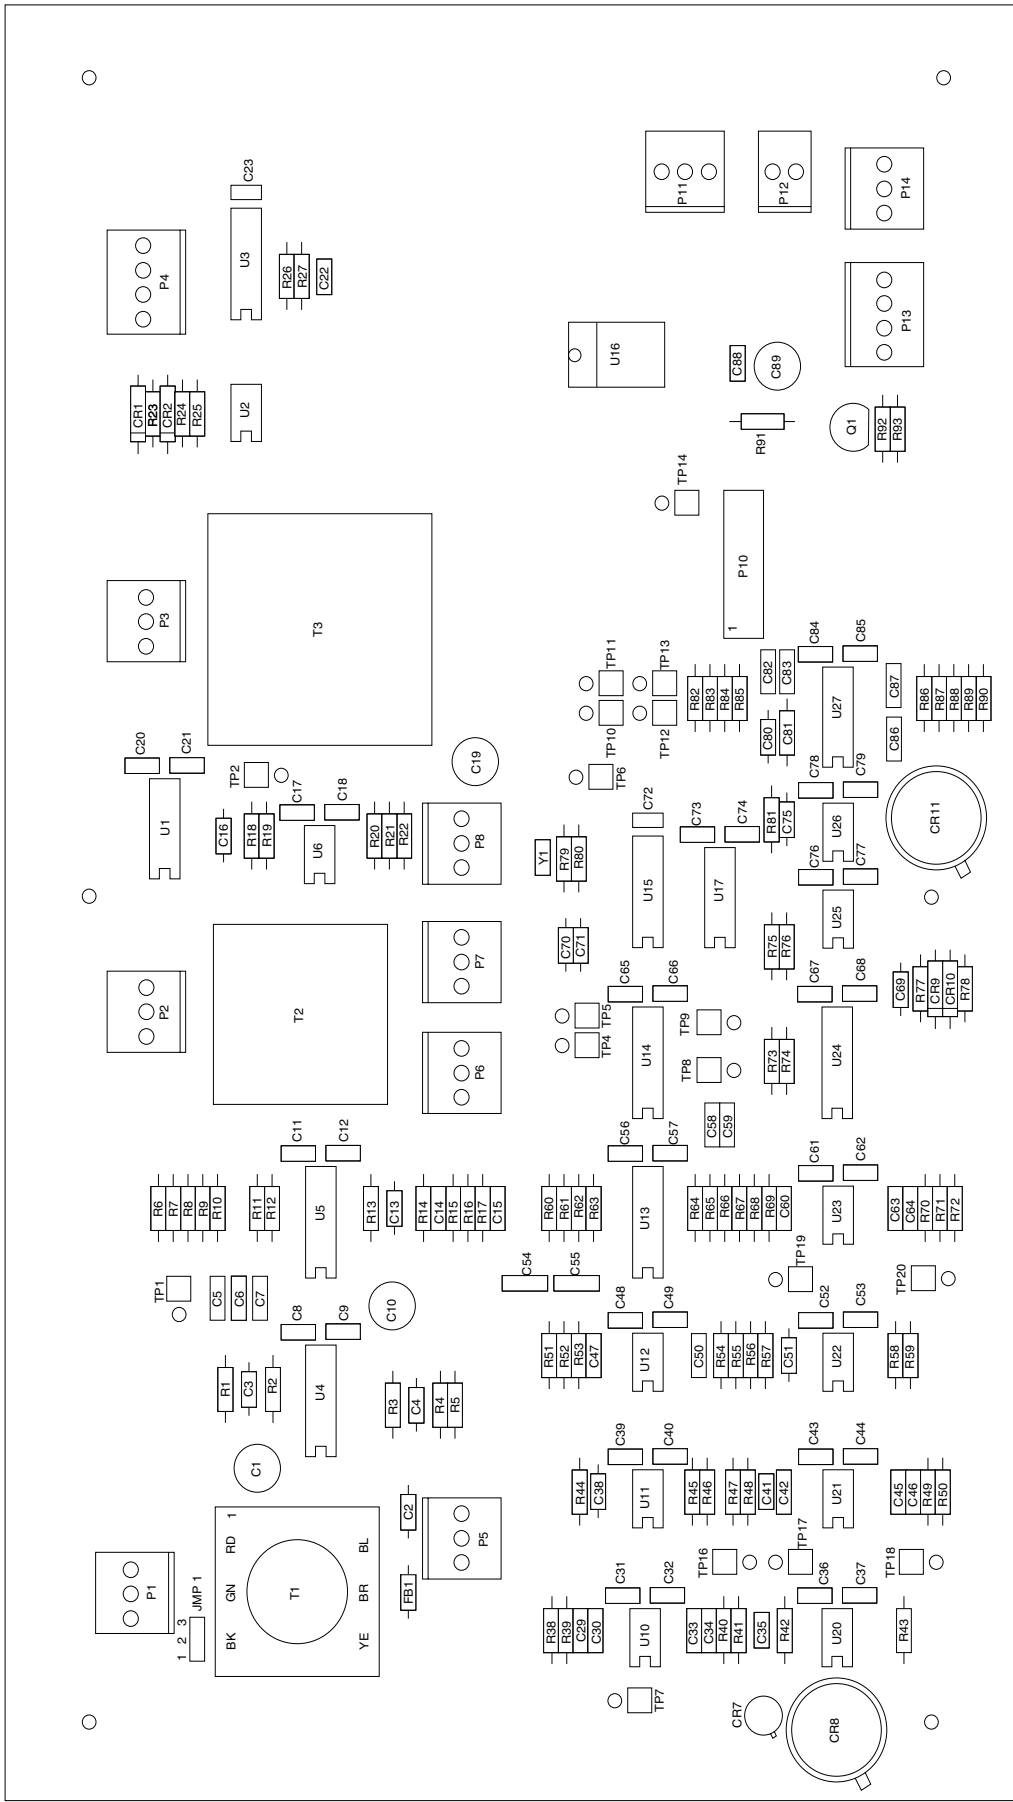 C23
U3
P4
R26
R27
C22
P11
P12
P14
P13
U16
C88
C89
CR1
R23
CR2
R24
R25
U2
R91
Q1
R92
R93
TP14
P10
1
P3
T3
TP11
TP13
TP10
TP12
R82
R83
R84
R85
C82
C83
C84
C85
C80
C81
U27
C87
C86
R86
R87
R88
R89
R90
C20
C21
TP2
C19
TP6
C78
C79
U1
C16
R18
R19
C17
C18
U6
R20
R21
R22
P8
Y1
R79
R80
C72
C73
C74
R81
C75
U26
CR11
U15
U17
C76
C77
U25
P2
T2
P7
P6
C70
C71
C65
C66
R75
R76
C67
C68
C69
R77
CR9
CR10
R78
TP5
TP4
U14
TP9
TP8
R73
R74
U24
C58
C59
C11
C12
C56
C57
C61
C62
R6
R7
R8
R9
R10
R11
R12
U5
R13
C13
R14
C14
R15
R16
R17
C15
R60
R61
R62
R63
U13
R64
R65
R66
R67
R68
R69
C60
U23
C63
C64
R70
R71
R72
TP1
C5
C6
C7
C8
C9
C10
C54
C55
C48
C49
TP19
C52
C53
TP20
R1
C3
R2
U4
R3
C4
R4
R5
R51
R52
R53
C47
U12
C50
R54
R55
R56
R57
C51
U22
R58
R59
C1
C39
C40
C43
C44
C2
P5
R44
C38
U11
R45
R46
R47
R48
C41
C42
U21
C45
C46
R49
R50
P1
JMP 1
1 2 3
BK GN RD 1
T1
YE BR BL
FB1
TP16
TP17
TP18
C31
C32
C36
C37
R38
R39
C29
C30
U10
C33
C34
R40
R41
C35
R42
U20
R43
TP7
CR7
CR8